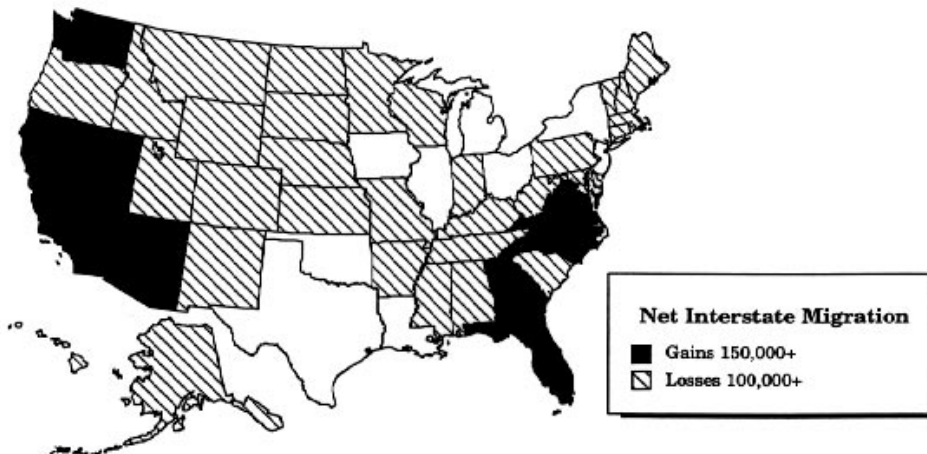 Net Interstate Migration
Gains 150,000+
Losses 100,000+